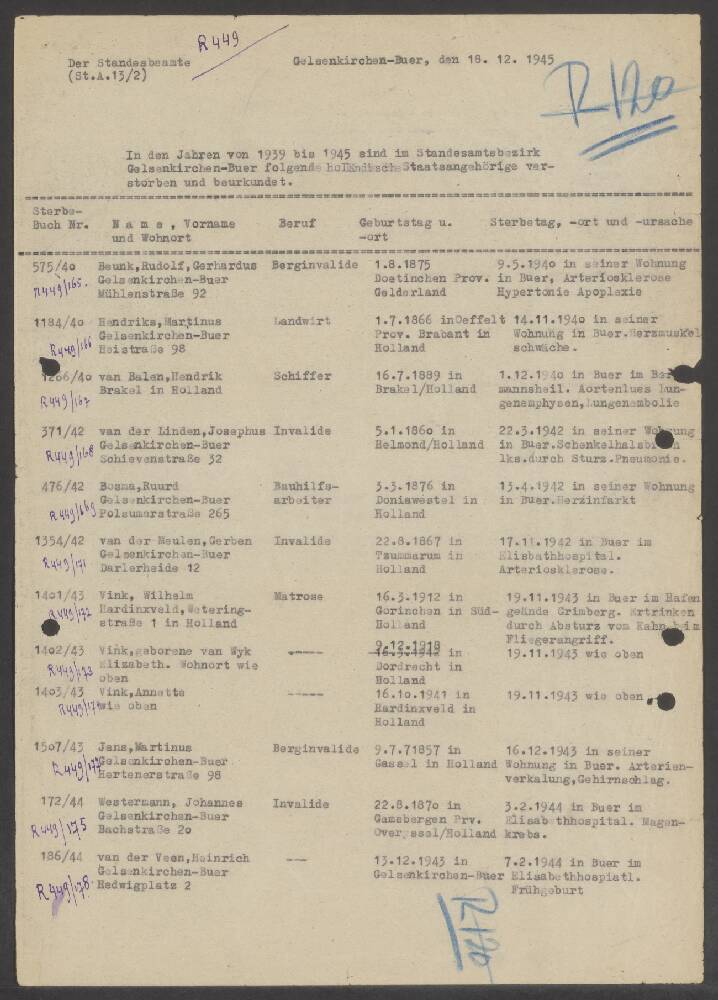 R449
Der Standesbeamte
(St.A.13/2)
Gelsenkirchen-Buer, den 18. 12. 1945
R120
In den Jahren von 1939 bis 1945 sind im Standesamtsbezirk
Gelsenkirchen-Buer folgende holländische Staatsangehörige ver-
storben und beurkundet.
Sterbe-
Buch Nr. Name, Vorname Beruf Geburtstag u. Sterbetag, -ort und -ursache
und Wohnort -ort
575/40 Beunk,Rudolf,Gerhardus Berginvalide 1.8.1875 9.5.1940 in seiner Wohnung
R449/165. Gelsenkirchen-Buer Doetinchen Prov. in Buer, Arteriosklerose
Mühlenstraße 92 Gelderland Hypertonie Apoplexie
1184/40 Hendriks,Martinus Landwirt 1.7.1866 inOeffelt 14.11.1940 in seiner
Gelsenkirchen-Buer Prov. Brabant in Wohnung in Buer.Herzmuskel
R449/166 Heistraße 98 Holland schwäche.
1266/40 van Balen,Hendrik Schiffer 16.7.1889 in 1.12.1940 in Buer im
R449/167 Brakel in Holland Brakel/Holland mannsheil. Aortenlues Lun-
genemphysen,Lungenembolie
371/42 van der Linden,Josephus Invalide 5.1.1860 in 22.3.1942 in seiner Wohnung
R449/168 Gelsenkirchen-Buer Helmond/Holland in Buer.Schenkelhalsbruch
Schievenstraße 32 lks.durch Sturz.Pneumonie.
476/42 Bosma,Ruurd Bauhilfs- 3.3.1876 in 13.4.1942 in seiner Wohnung
Gelsenkirchen-Buer arbeiter Doniawestel in in Buer.Herzinfarkt
R449/169 Polsumerstraße 265 Holland
1354/42 van der Meulen,Gerben Invalide 22.8.1867 in 17.11.1942 in Buer im
R449/171 Gelsenkirchen-Buer Tzummarum in Elisbathhospital.
Darlerheide 12 Holland Arteriosklerose.
1401/43 Vink, Wilhelm Matrose 16.3.1912 in 19.11.1943 in Buer im Hafen
R449/172 Hardinxveld,Wetering- Gorinchen in Süd- gelände Grimberg. Ertrinken
straße 1 in Holland Holland durch Absturz vom Kahn beim
Fliegerangriff.
9.12.1918
1402/43 Vink,geborene van Wyk ----- 16.3.1942 in 19.11.1943 wie oben
R449/173 Elizabeth. Wohnort wie Dordrecht in
oben Holland
1403/43 Vink,Annette ----- 16.10.1941 in 19.11.1943 wie oben
R449/174 wie oben Hardinxveld in
Holland
1507/43 Jans,Martinus Berginvalide 9.7.71857 in 16.12.1943 in seiner
Gelsenkirchen-Buer Gassel in Holland Wohnung in Buer. Arterien-
Hertenerstraße 98 verkalung,Gehirnschlag.
172/44 Westermann, Johannes Invalide 22.8.1870 in 3.2.1944 in Buer im
Gelsenkirchen-Buer Gamsbergen Prv. Elisabethhospital. Magen-
R449/175 Bachstraße 20 Overyssel/Holland krebs.
186/44 van der Veen,Heinrich --- 13.12.1943 in 7.2.1944 in Buer im
Gelsenkirchen-Buer Gelsenkirchen-Buer Elisabethhospiatl.
R449/178. Hedwigplatz 2 Frühgeburt
R120